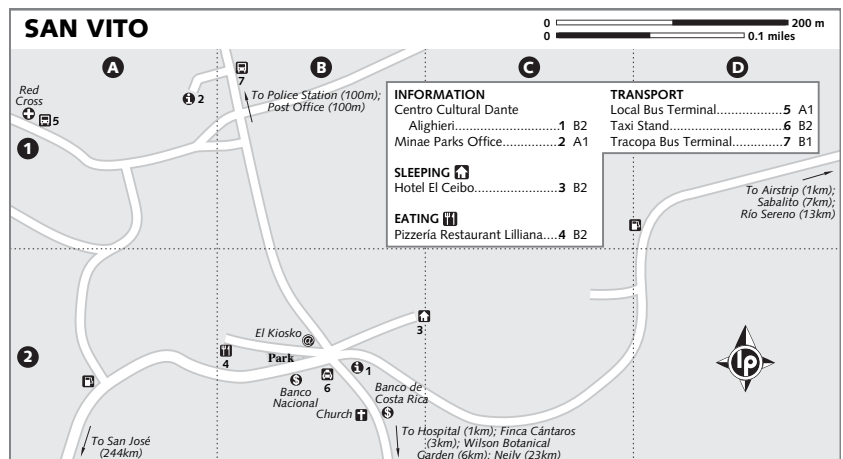 SAN VITO
0 200 m
0 0.1 miles
A
B
C
D
1
2
Red
Cross
5
2
7
To Police Station (100m);
Post Office (100m)
INFORMATION
Centro Cultural Dante
Alighieri..............................1 B2
Minae Parks Office............2 A1
SLEEPING
Hotel El Ceibo...................3 B2
EATING
Pizzería Restaurant Lilliana....4 B2
TRANSPORT
Local Bus Terminal................5 A1
Taxi Stand.............................6 B2
Tracopa Bus Terminal...........7 B1
To Airstrip (1km);
Sabalito (7km);
Río Sereno (13km)
El Kiosko
@
Park
3
4
1
6
$
Banco
Nacional
Banco de
Costa Rica
$
Church
To San José
(244km)
To Hospital (1km); Finca Cántaros
(3km); Wilson Botanical
Garden (6km); Neily (23km)
lp